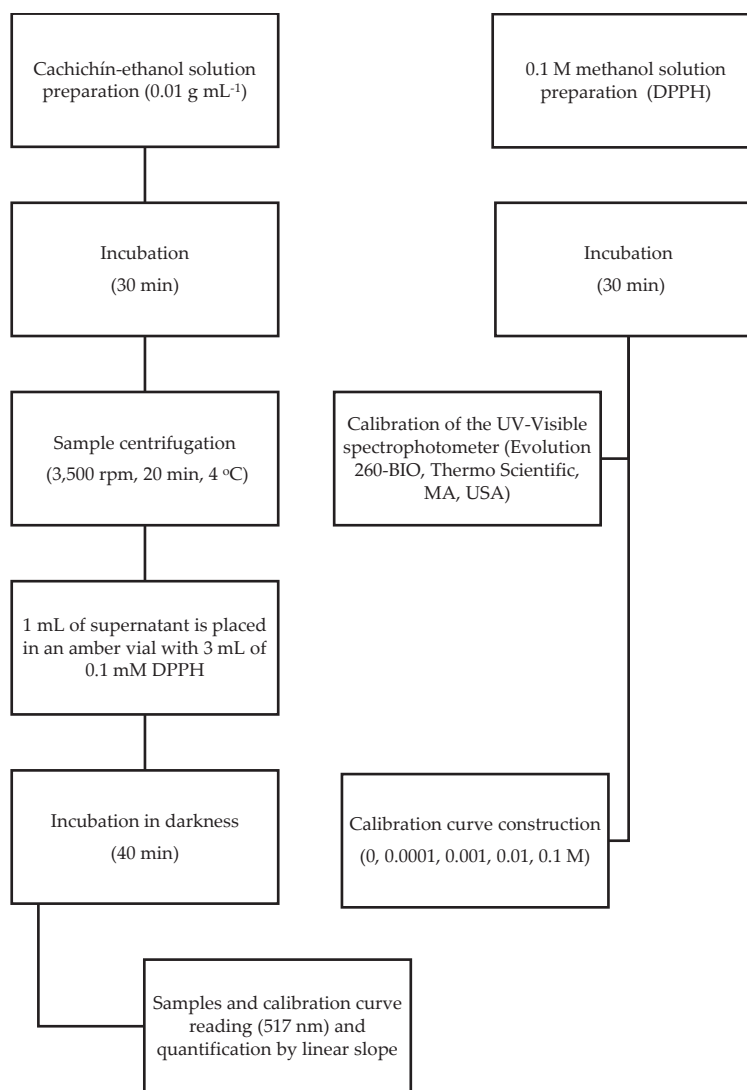 Cachichín-ethanol solution
preparation (0.01 g mL⁻¹)
Incubation
(30 min)
Sample centrifugation
(3,500 rpm, 20 min, 4 ºC)
1 mL of supernatant is placed
in an amber vial with 3 mL of
0.1 mM DPPH
Incubation in darkness
(40 min)
Samples and calibration curve
reading (517 nm) and
quantification by linear slope
0.1 M methanol solution
preparation (DPPH)
Incubation
(30 min)
Calibration of the UV-Visible
spectrophotometer (Evolution
260-BIO, Thermo Scientific,
MA, USA)
Calibration curve construction
(0, 0.0001, 0.001, 0.01, 0.1 M)